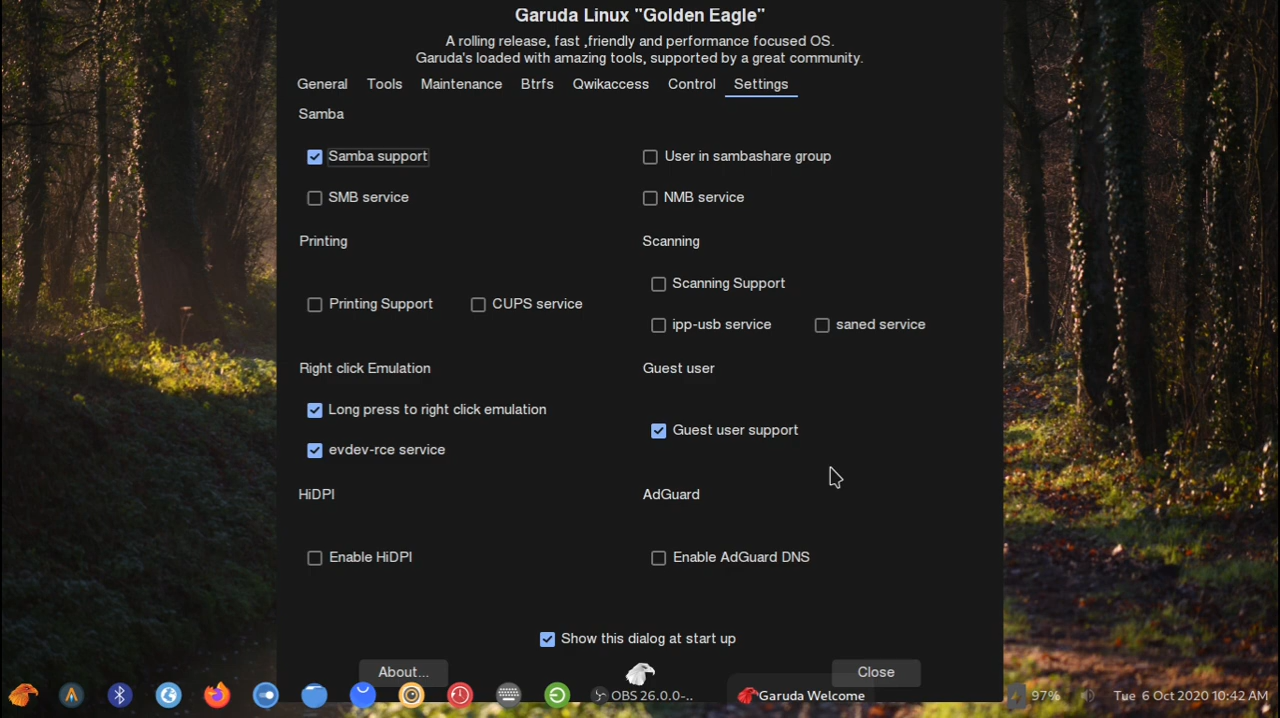 Garuda Linux "Golden Eagle"
A rolling release, fast ,friendly and performance focused OS.
Garuda's loaded with amazing tools, supported by a great community.
General Tools Maintenance Btrfs Qwikaccess Control Settings
Samba
Samba support User in sambashare group
SMB service NMB service
Printing Scanning
Scanning Support
Printing Support CUPS service
ipp-usb service saned service
Right click Emulation Guest user
Long press to right click emulation
Guest user support
evdev-rce service
HiDPI AdGuard
Enable HiDPI Enable AdGuard DNS
Show this dialog at start up
About... Close
OBS 26.0.0-.. Garuda Welcome 97% Tue 6 Oct 2020 10:42 AM